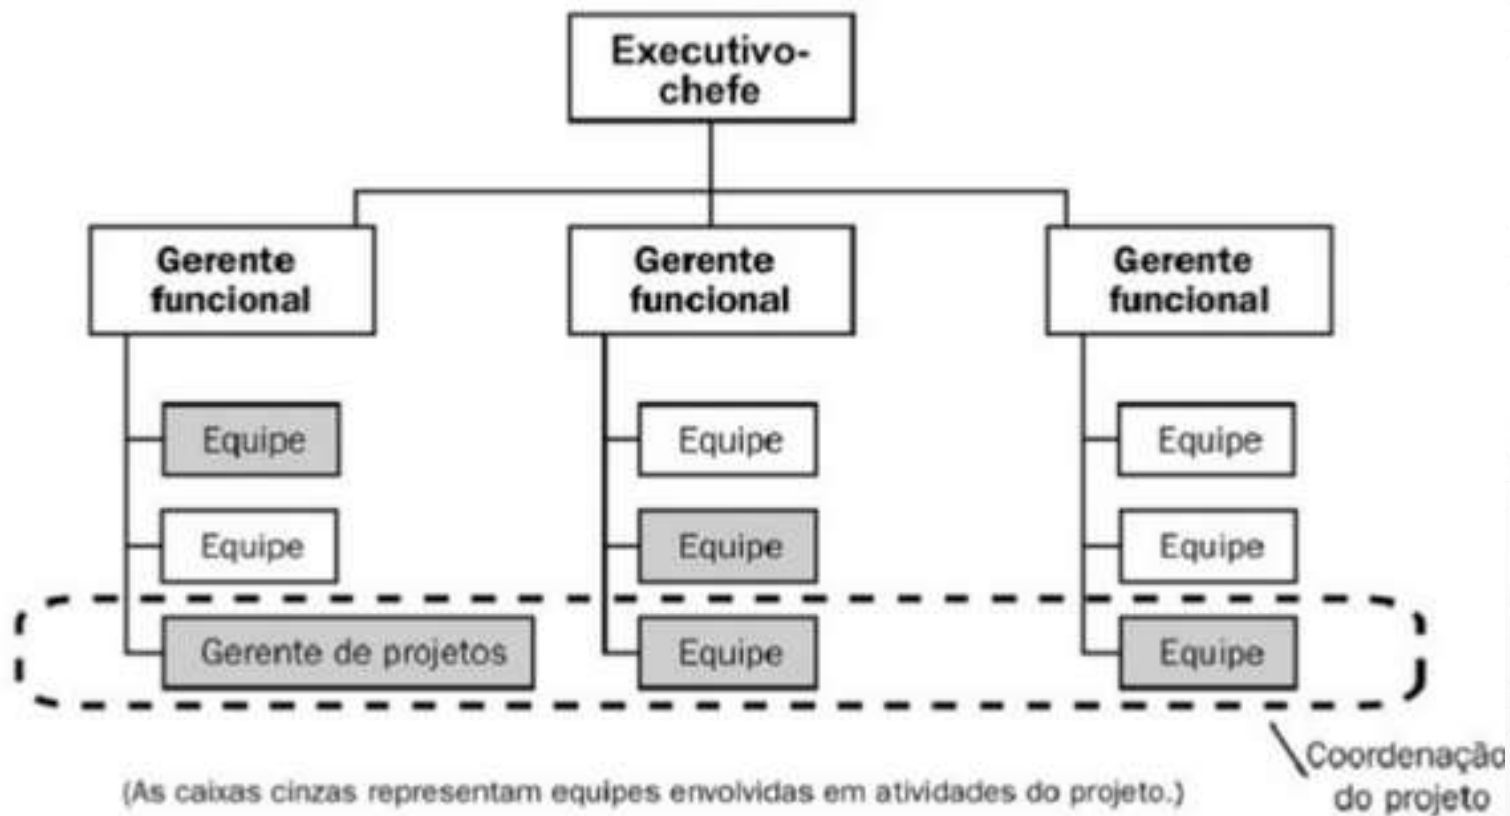 Executivo-
chefe
Gerente
funcional
Gerente
funcional
Gerente
funcional
Equipe
Equipe
Equipe
Equipe
Equipe
Equipe
Gerente de projetos
Equipe
Equipe
Coordenação
do projeto
(As caixas cinzas representam equipes envolvidas em atividades do projeto.)